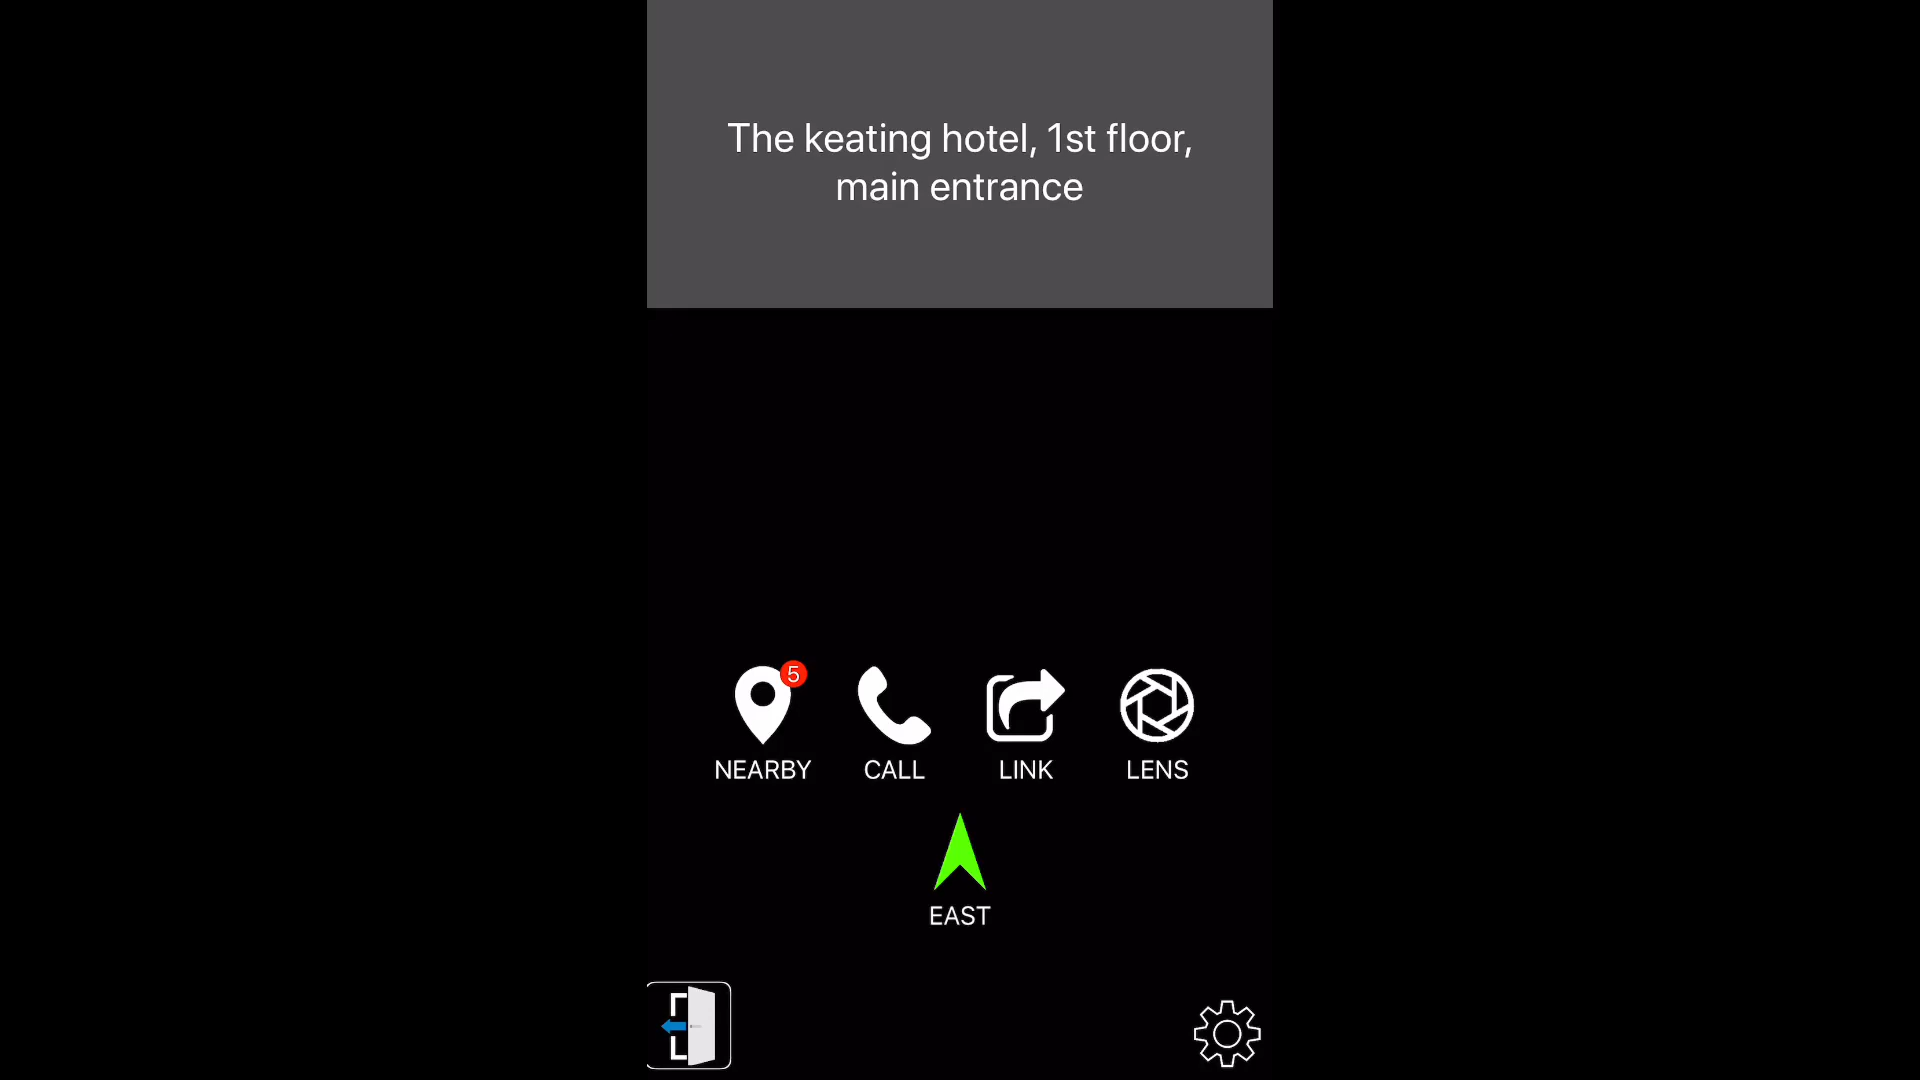 The keating hotel, 1st floor,
main entrance
5
NEARBY
CALL
LINK
LENS
EAST